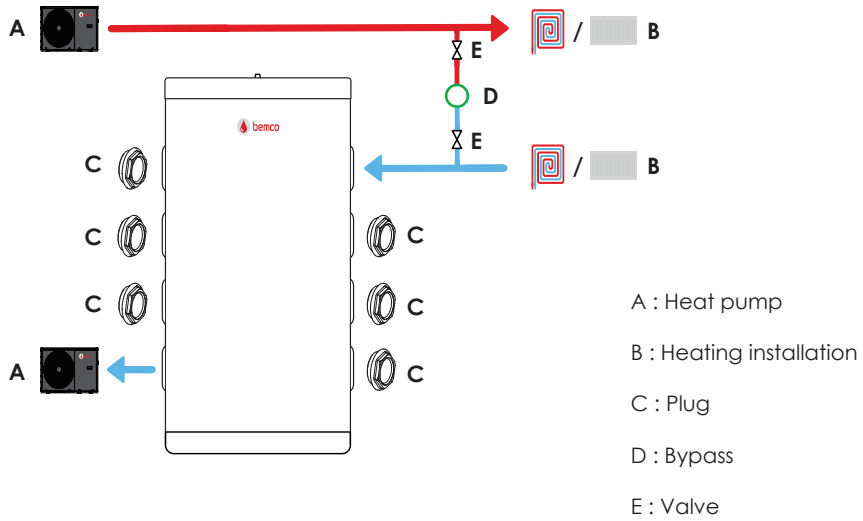 A
/
B
E
D
bemco
E
/
B
C
C
C
C
C
A
C
A : Heat pump
B : Heating installation
C : Plug
D : Bypass
E : Valve